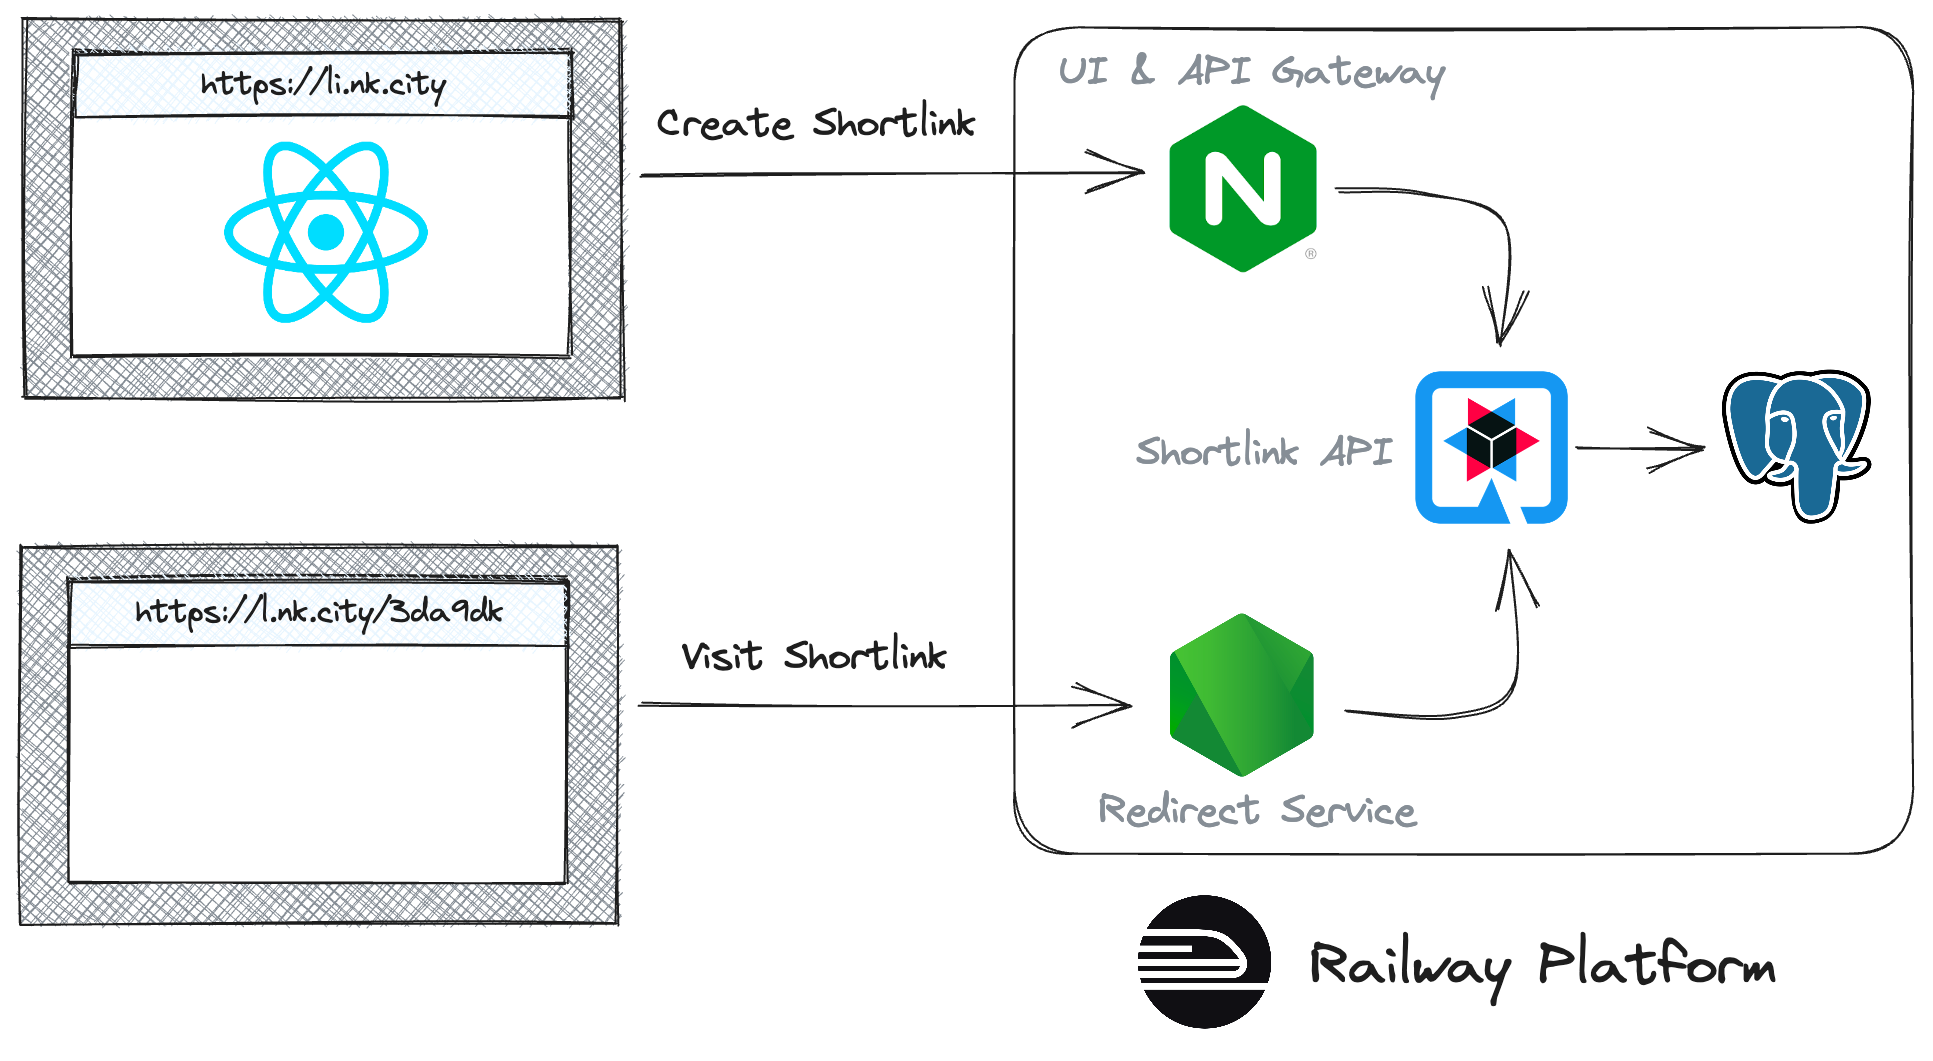 https://li.nk.city
Create Shortlink
UI & API Gateway
N
®
Shortlink API
https://l.nk.city/3da9dk
Visit Shortlink
Redirect Service
Railway Platform